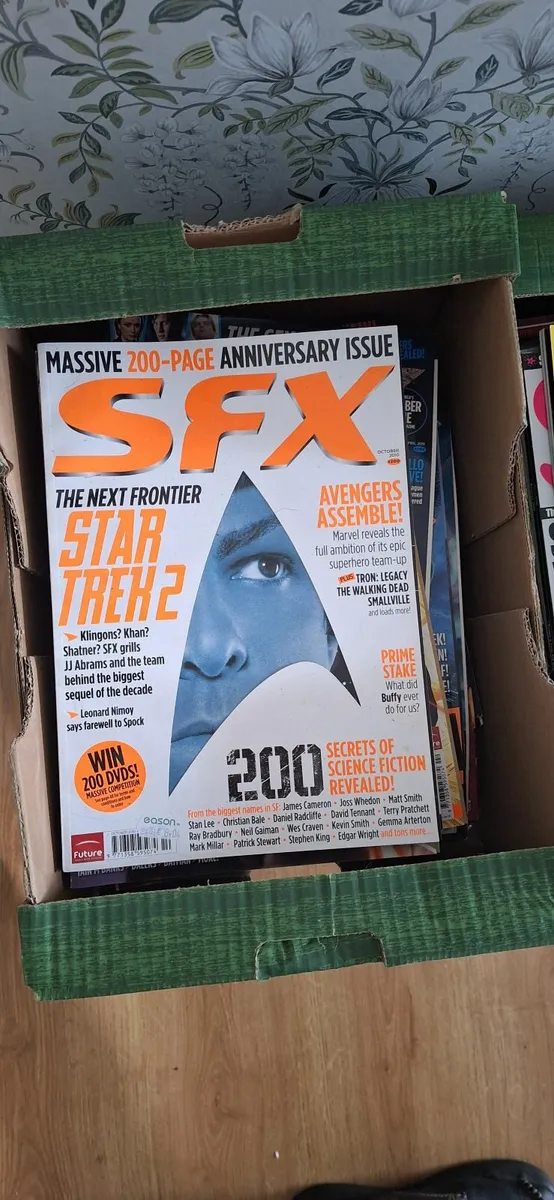 MASSIVE 200-PAGE ANNIVERSARY ISSUE
SFX
OCTOBER
2010
THE NEXT FRONTIER
STAR
TREK 2
Klingons? Khan?
Shatner? SFX grills
JJ Abrams and the team
behind the biggest
sequel of the decade
Leonard Nimoy
says farewell to Spock
WIN
200 DVDS!
MASSIVE COMPETITION
AVENGERS
ASSEMBLE!
Marvel reveals the
full ambition of its epic
superhero team-up
PLUS TRON: LEGACY
THE WALKING DEAD
SMALLVILLE
and loads more!
PRIME
STAKE
What did
Buffy ever
do for us?
200 SECRETS OF
SCIENCE FICTION
REVEALED!
From the biggest names in SF: James Cameron • Joss Whedon • Matt Smith
Stan Lee • Christian Bale • Daniel Radcliffe • David Tennant • Terry Pratchett
Ray Bradbury • Neil Gaiman • Wes Craven • Kevin Smith • Gemma Arterton
Mark Millar • Patrick Stewart • Stephen King • Edgar Wright and tons more...
eason
Future